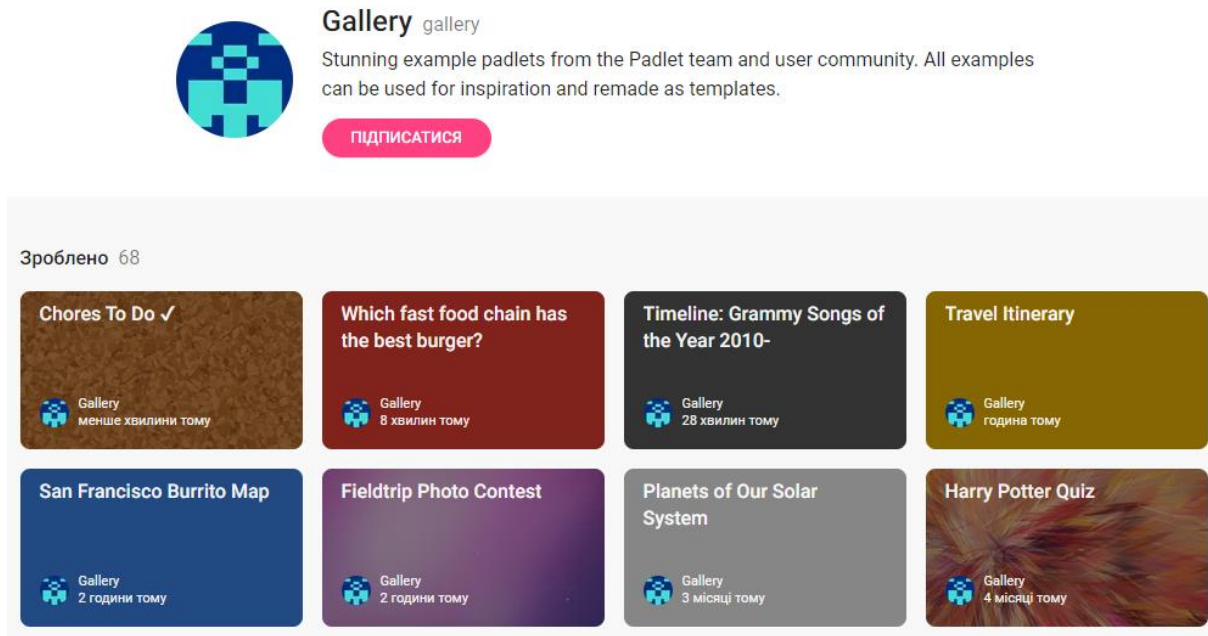 Gallery gallery
Stunning example padlets from the Padlet team and user community. All examples
can be used for inspiration and remade as templates.
ПІДПИСАТИСЯ
Зроблено 68
Chores To Do ✓
Gallery
менше хвилини тому
Which fast food chain has
the best burger?
Gallery
8 хвилин тому
Timeline: Grammy Songs of
the Year 2010-
Gallery
28 хвилин тому
Travel Itinerary
Gallery
година тому
San Francisco Burrito Map
Gallery
2 години тому
Fieldtrip Photo Contest
Gallery
2 години тому
Planets of Our Solar
System
Gallery
3 місяці тому
Harry Potter Quiz
Gallery
4 місяці тому